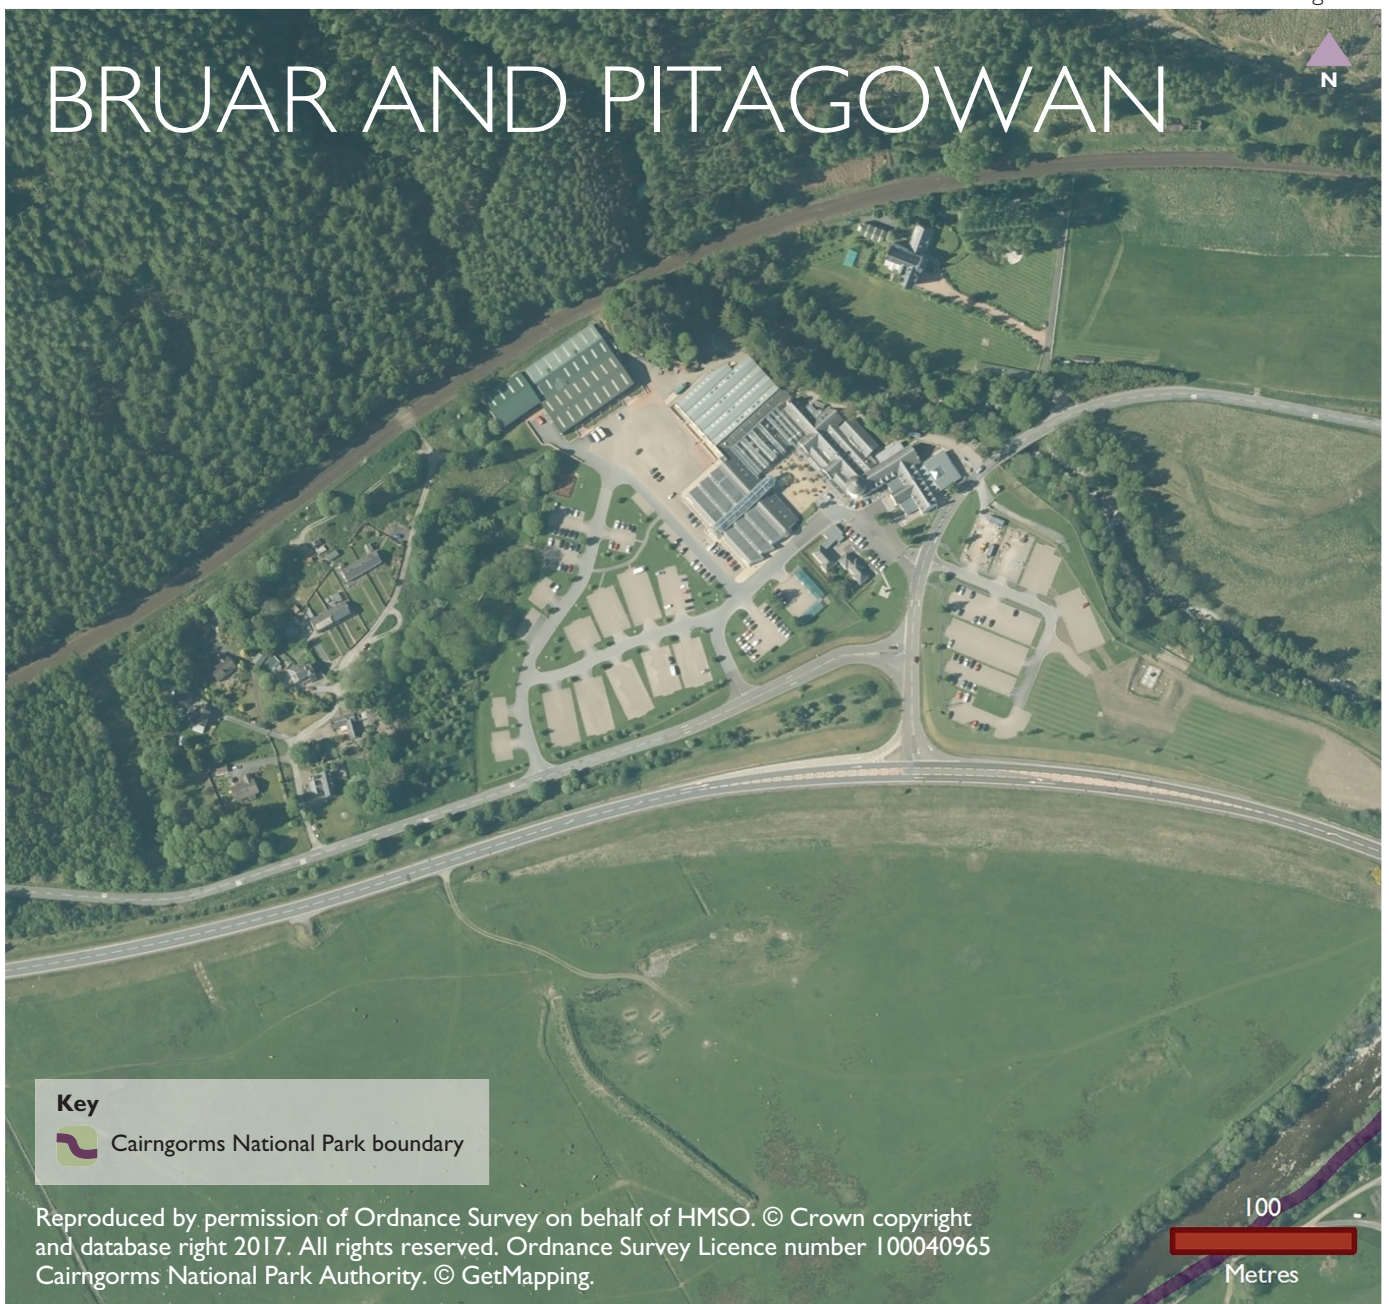 BRUAR AND PITAGOWAN
N
Key
Cairngorms National Park boundary
Reproduced by permission of Ordnance Survey on behalf of HMSO. © Crown copyright
and database right 2017. All rights reserved. Ordnance Survey Licence number 100040965
Cairngorms National Park Authority. © GetMapping.
100
Metres